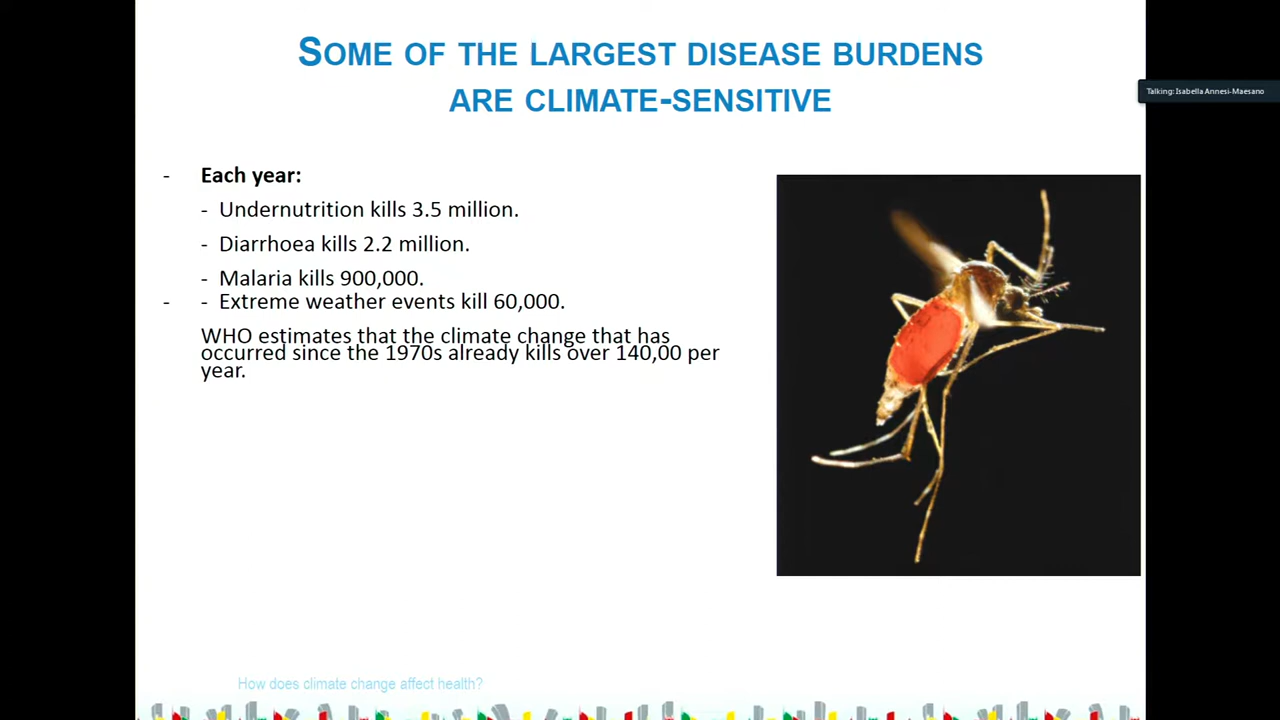 SOME OF THE LARGEST DISEASE BURDENS
ARE CLIMATE-SENSITIVE
Talking: Isabella Annesi-Maesano
- Each year:
- Undernutrition kills 3.5 million.
- Diarrhoea kills 2.2 million.
- Malaria kills 900,000.
- - Extreme weather events kill 60,000.
WHO estimates that the climate change that has
occurred since the 1970s already kills over 140,00 per
year.
How does climate change affect health?